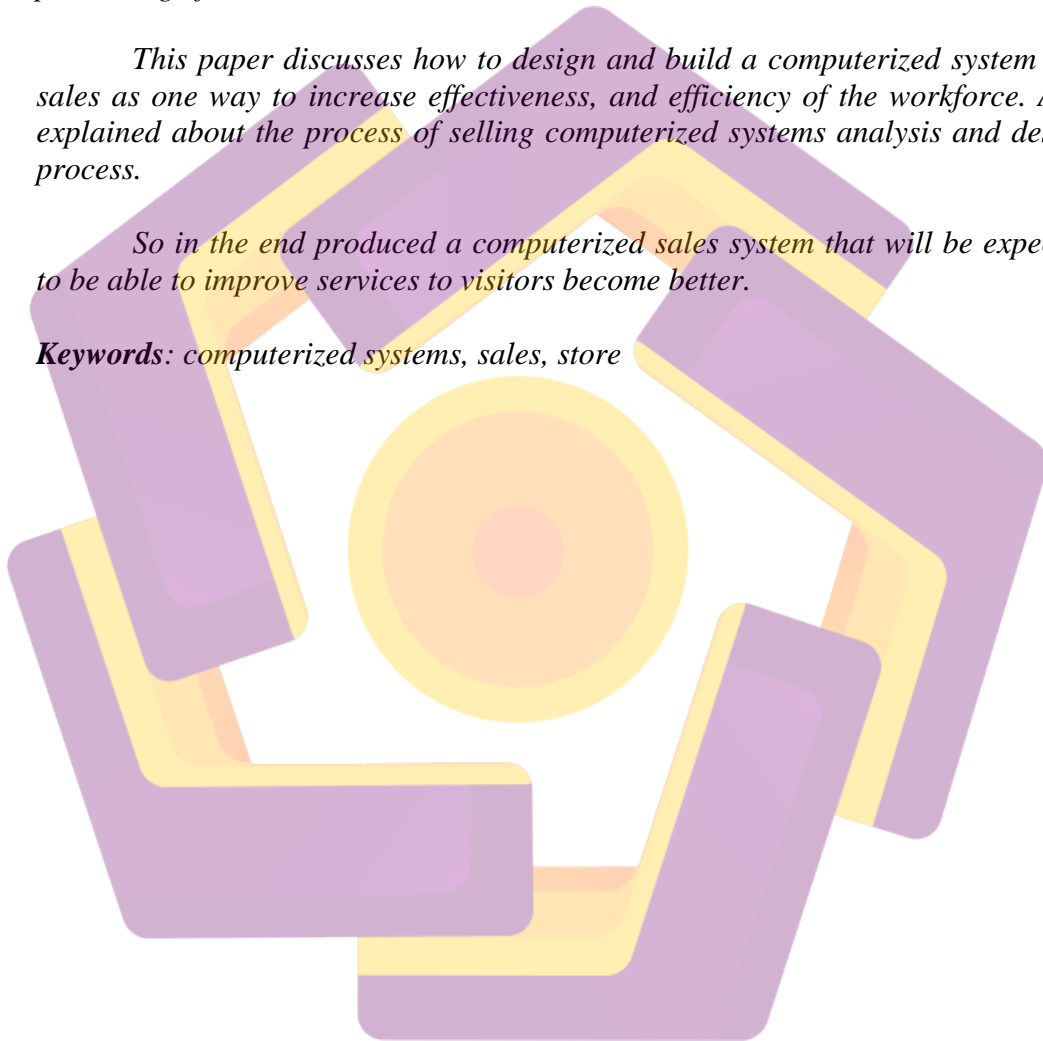 This paper discusses how to design and build a computerized system
sales as one way to increase effectiveness, and efficiency of the workforce.
explained about the process of selling computerized systems analysis and
process.
So in the end produced a computerized sales system that will be
to be able to improve services to visitors become better.
Keywords: computerized systems, sales, store